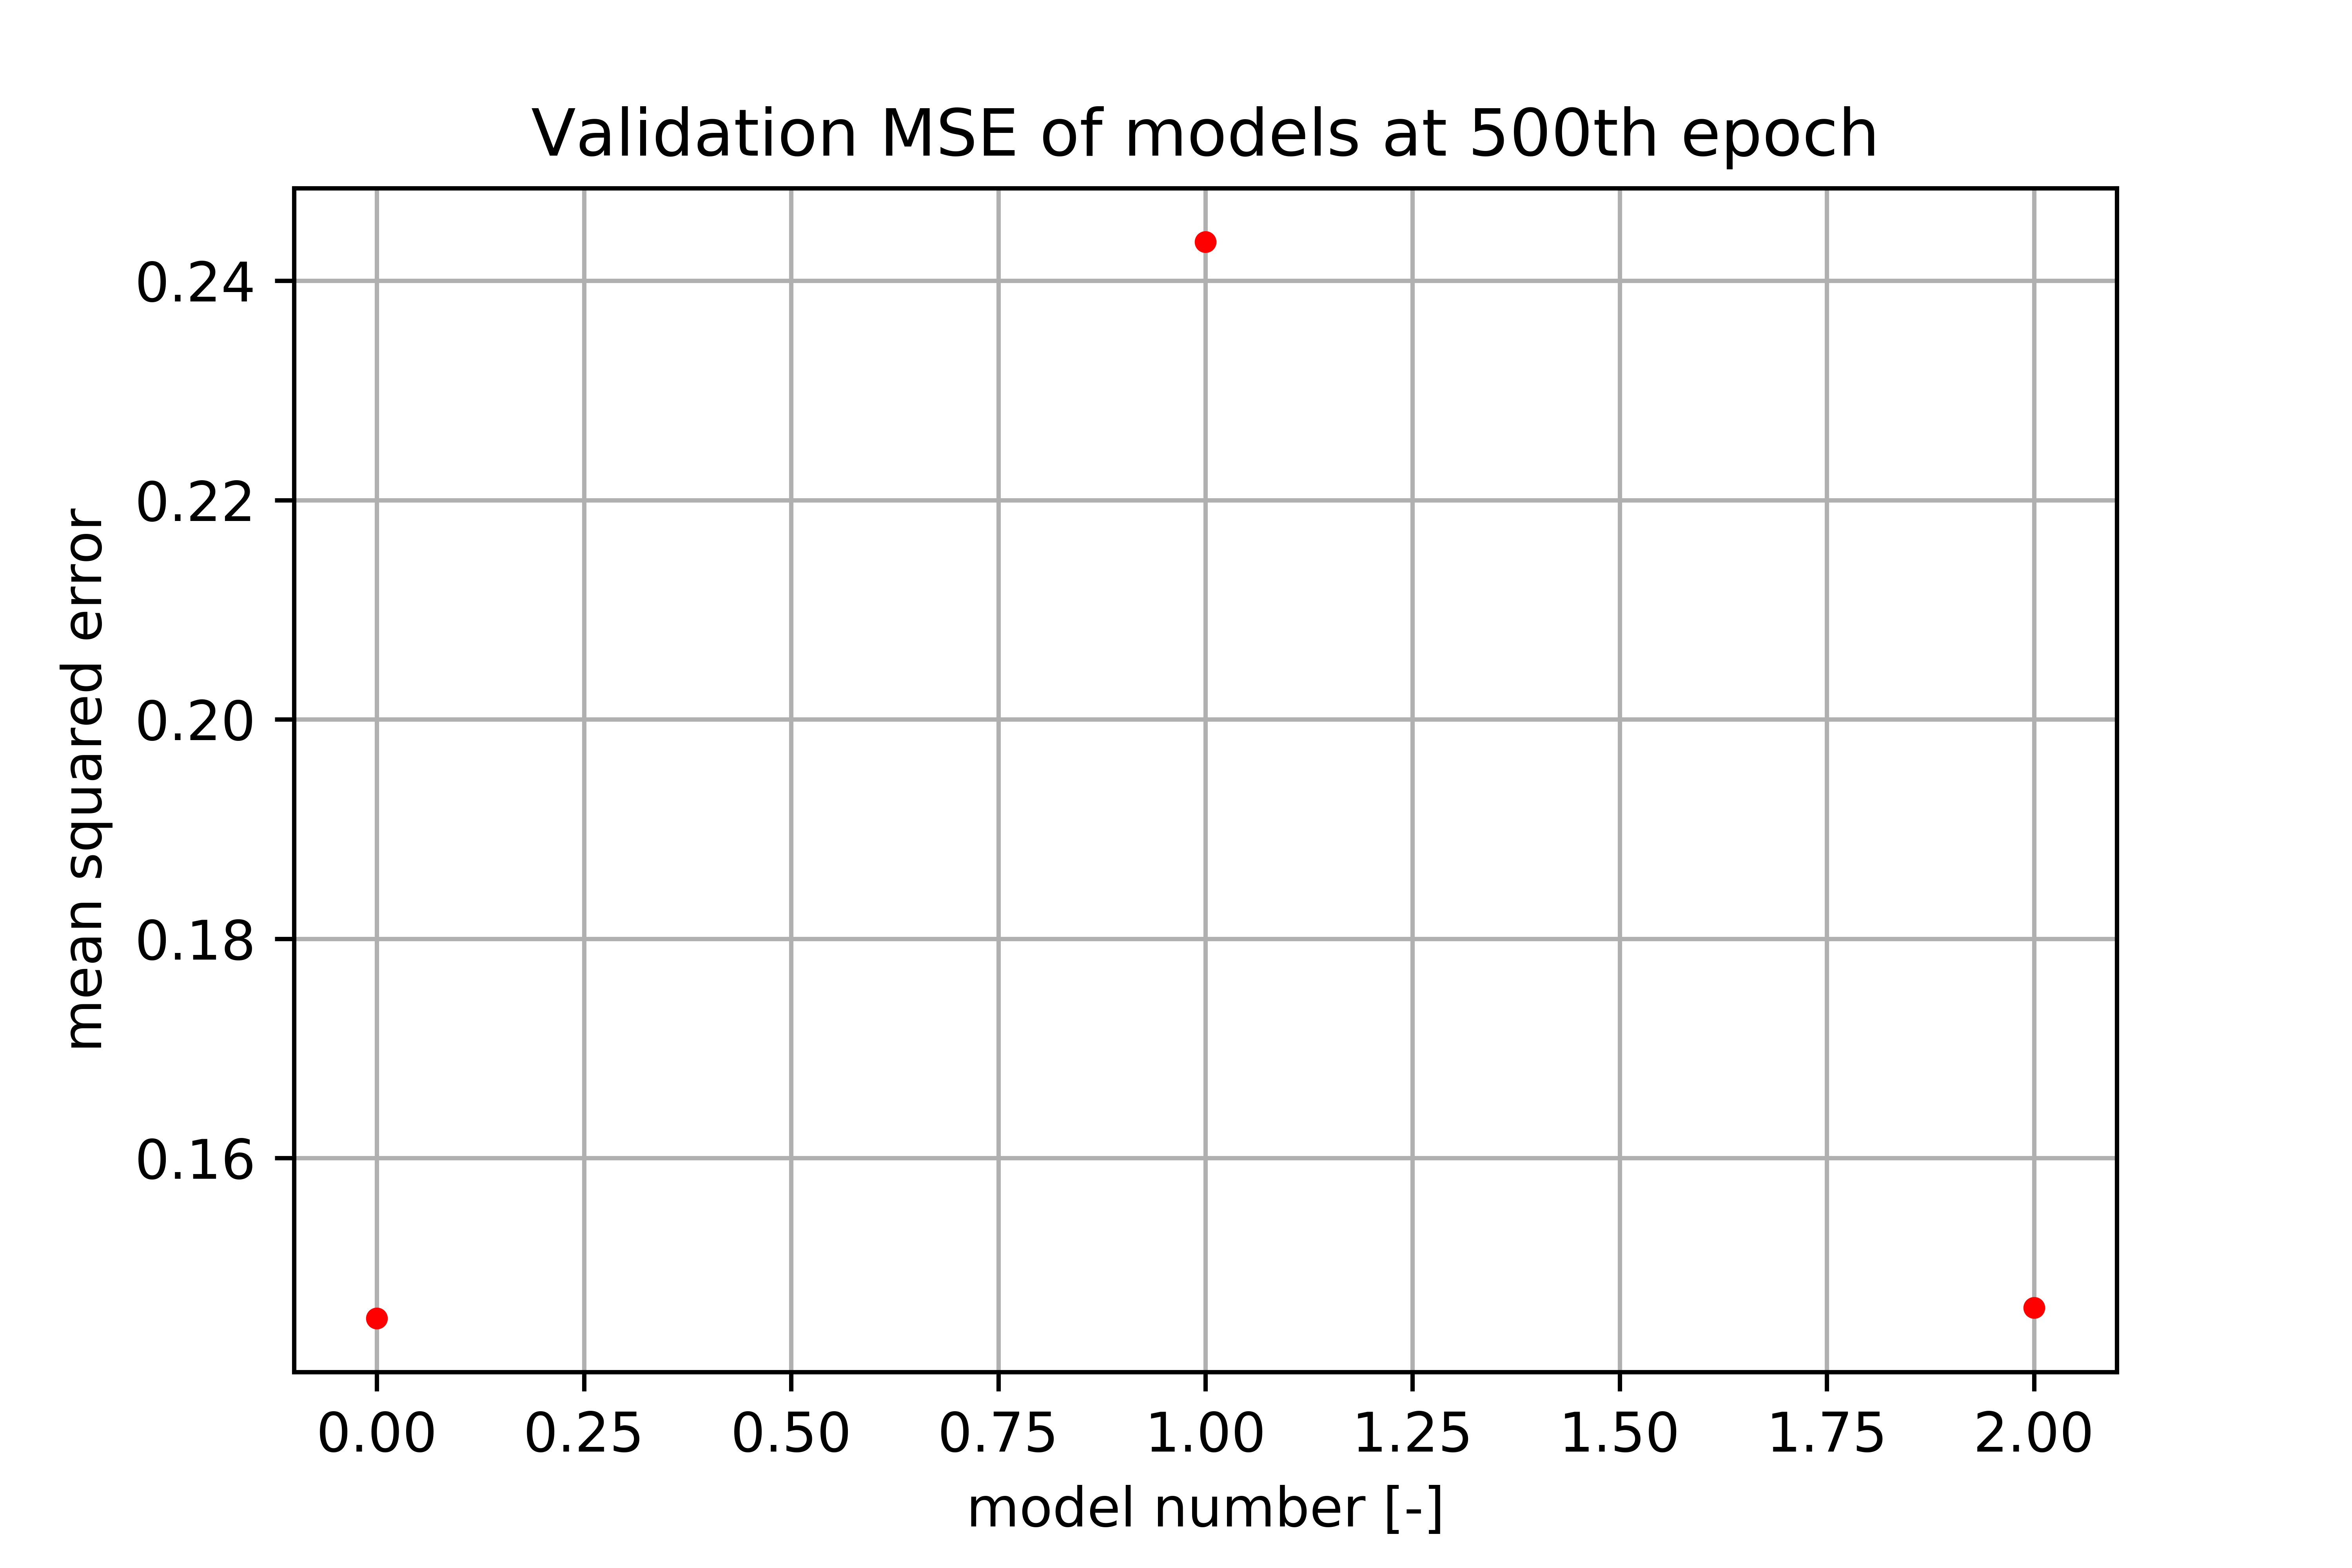 Validation MSE of models at 500th epoch
mean squared error
0.24
0.22
0.20
0.18
0.16
0.00 0.25 0.50 0.75 1.00 1.25 1.50 1.75 2.00
model number [-]